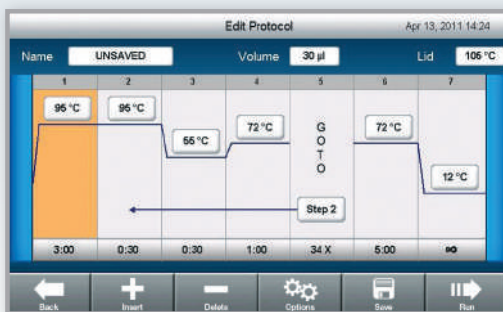 Edit Protocol Apr 13, 2011 14:24
Name UNSAVED Volume 30 µl Lid 105 °C
1 2 3 4 5 6 7
95 °C 95 °C 55 °C 72 °C GOTO 72 °C 12 °C
Step 2
3:00 0:30 0:30 1:00 34 X 5:00 ∞
Back Insert Delete Options Save Run